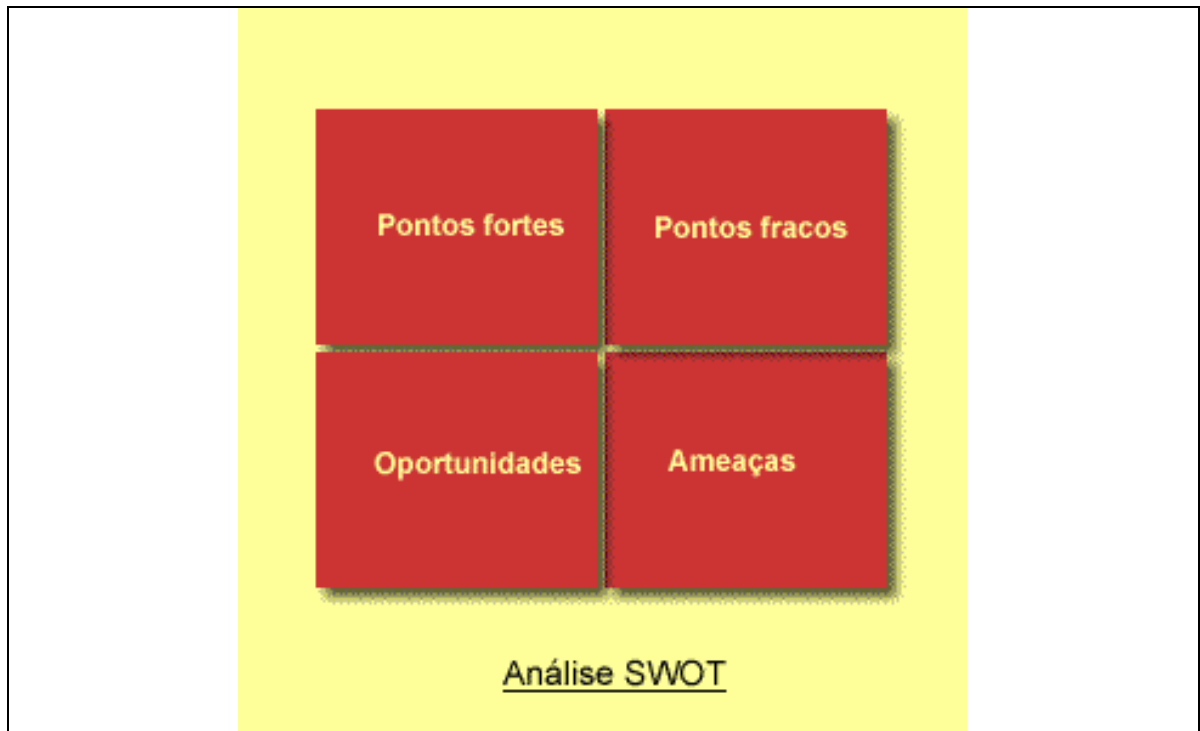 Pontos fortes
Pontos fracos
Oportunidades
Ameaças
Análise SWOT